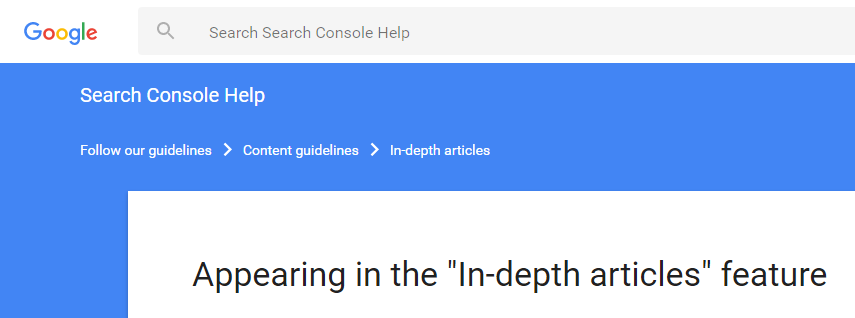 Google
Search Search Console Help
Search Console Help
Follow our guidelines > Content guidelines > In-depth articles
Appearing in the "In-depth articles" feature